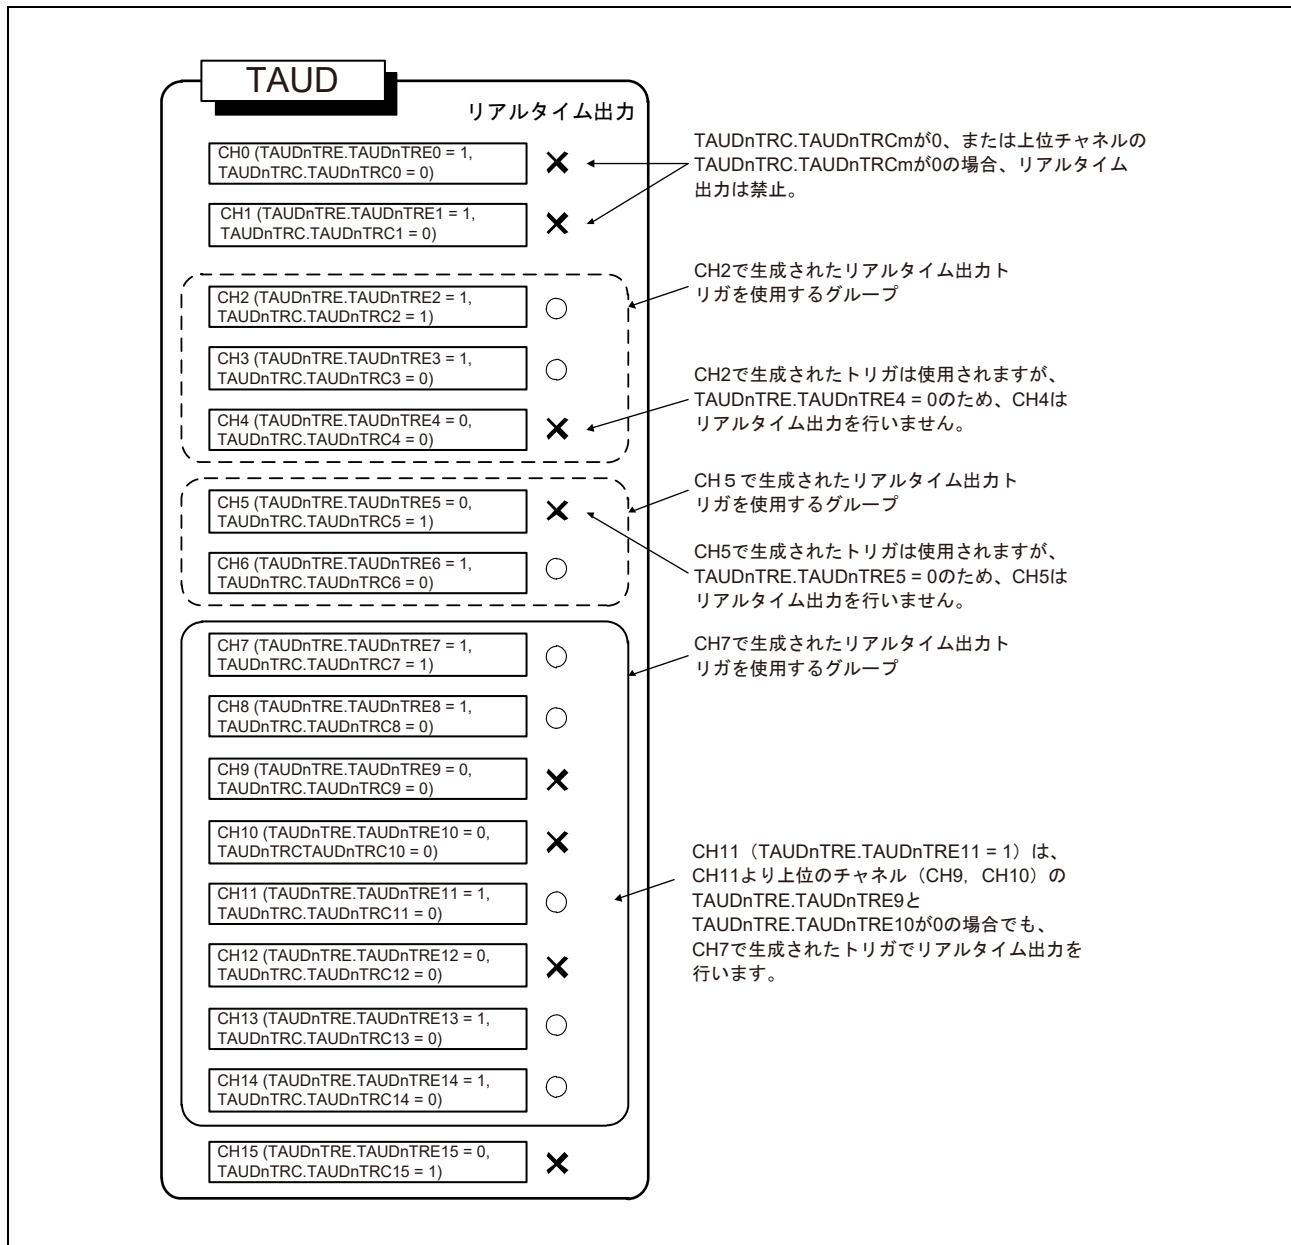 TAUD
リアルタイム出力
CH0 (TAUDnTRE.TAUDnTRE0 = 1,
TAUDnTRC.TAUDnTRC0 = 0)
TAUDnTRC.TAUDnTRCmが0、または上位チャネルの
TAUDnTRC.TAUDnTRCmが0の場合、リアルタイム
出力は禁止。
CH1 (TAUDnTRE.TAUDnTRE1 = 1,
TAUDnTRC.TAUDnTRC1 = 0)
CH2で生成されたリアルタイム出力ト
リガを使用するグループ
CH2 (TAUDnTRE.TAUDnTRE2 = 1,
TAUDnTRC.TAUDnTRC2 = 1)
CH3 (TAUDnTRE.TAUDnTRE3 = 1,
TAUDnTRC.TAUDnTRC3 = 0)
CH2で生成されたトリガは使用されますが、
TAUDnTRE.TAUDnTRE4 = 0のため、CH4は
リアルタイム出力を行いません。
CH4 (TAUDnTRE.TAUDnTRE4 = 0,
TAUDnTRC.TAUDnTRC4 = 0)
CH５で生成されたリアルタイム出力ト
リガを使用するグループ
CH5 (TAUDnTRE.TAUDnTRE5 = 0,
TAUDnTRC.TAUDnTRC5 = 1)
CH5で生成されたトリガは使用されますが、
TAUDnTRE.TAUDnTRE5 = 0のため、CH5は
リアルタイム出力を行いません。
CH6 (TAUDnTRE.TAUDnTRE6 = 1,
TAUDnTRC.TAUDnTRC6 = 0)
CH7で生成されたリアルタイム出力ト
リガを使用するグループ
CH7 (TAUDnTRE.TAUDnTRE7 = 1,
TAUDnTRC.TAUDnTRC7 = 1)
CH8 (TAUDnTRE.TAUDnTRE8 = 1,
TAUDnTRC.TAUDnTRC8 = 0)
CH9 (TAUDnTRE.TAUDnTRE9 = 0,
TAUDnTRC.TAUDnTRC9 = 0)
CH10 (TAUDnTRE.TAUDnTRE10 = 0,
TAUDnTRCTAUDnTRC10 = 0)
CH11（TAUDnTRE.TAUDnTRE11 = 1）は、
CH11より上位のチャネル（CH9, CH10）の
TAUDnTRE.TAUDnTRE9と
TAUDnTRE.TAUDnTRE10が0の場合でも、
CH7で生成されたトリガでリアルタイム出力を
行います。
CH11 (TAUDnTRE.TAUDnTRE11 = 1,
TAUDnTRC.TAUDnTRC11 = 0)
CH12 (TAUDnTRE.TAUDnTRE12 = 0,
TAUDnTRC.TAUDnTRC12 = 0)
CH13 (TAUDnTRE.TAUDnTRE13 = 1,
TAUDnTRC.TAUDnTRC13 = 0)
CH14 (TAUDnTRE.TAUDnTRE14 = 1,
TAUDnTRC.TAUDnTRC14 = 0)
CH15 (TAUDnTRE.TAUDnTRE15 = 0,
TAUDnTRC.TAUDnTRC15 = 1)